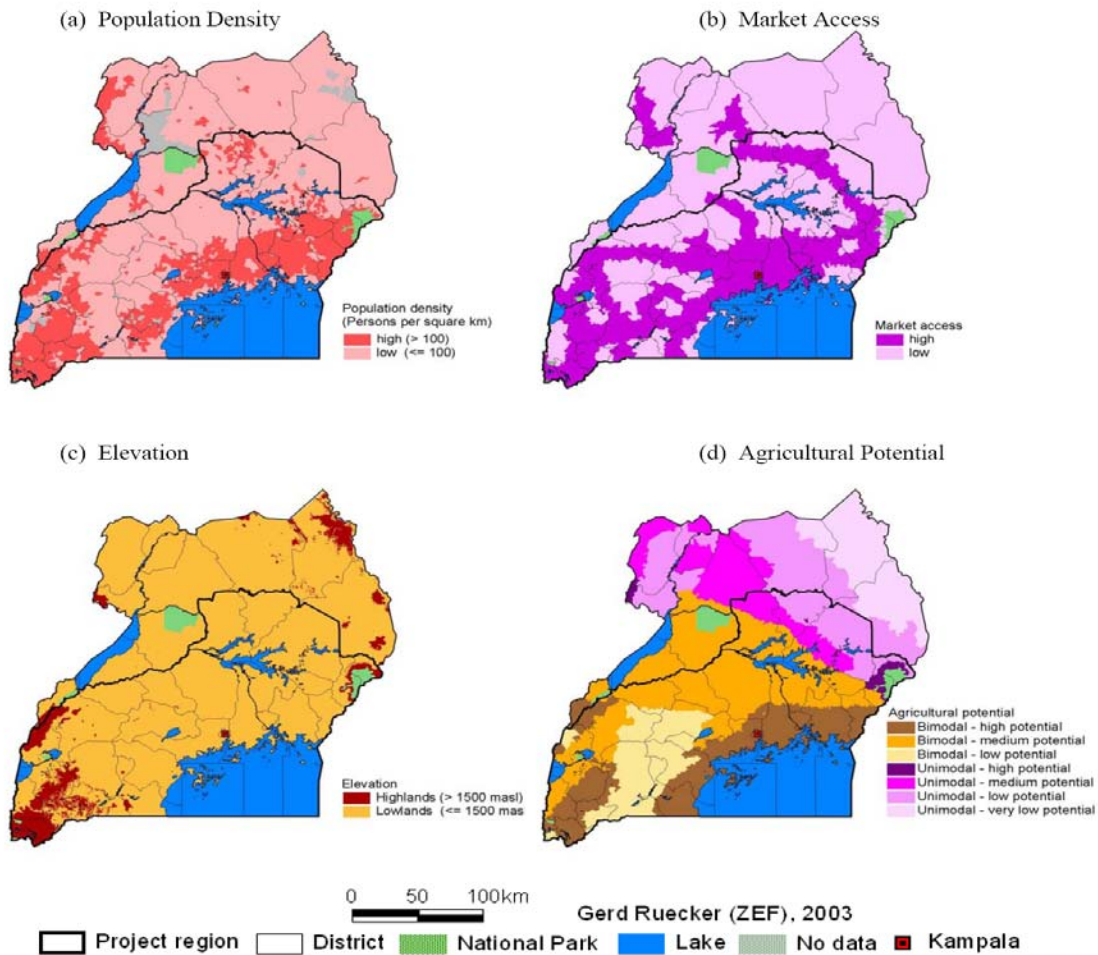 (a) Population Density
(b) Market Access
Population density
(Persons per square km)
high (> 100)
low (<= 100)
Market access
high
low
(c) Elevation
(d) Agricultural Potential
Elevation
Highlands (> 1500 masl)
Lowlands (<= 1500 mas
Agricultural potential
Bimodal - high potential
Bimodal - medium potential
Bimodal - low potential
Unimodal - high potential
Unimodal - medium potential
Unimodal - low potential
Unimodal - very low potential
0 50 100km
Gerd Ruecker (ZEF), 2003
Project region District National Park Lake No data Kampala